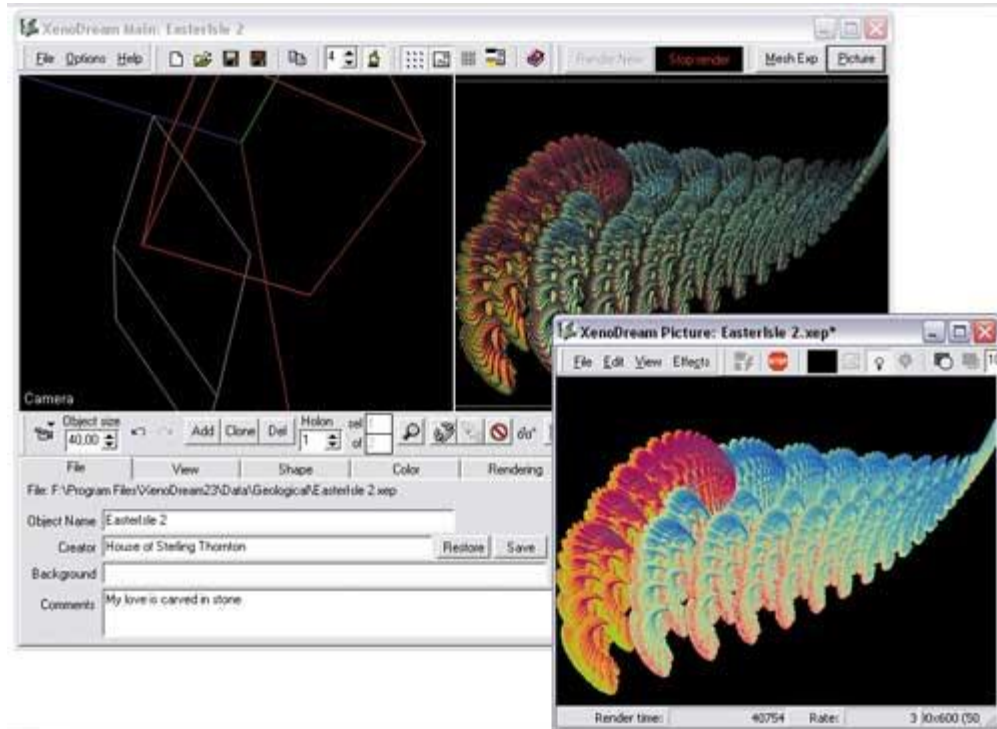 XenoDream Main: EasterIsle 2
File Options Help 4 Render New Stop render Mesh Exp Picture
Camera
Object size
40.00 Add Clone Del Holon 1 sel of
File View Shape Color Rendering
File: F:\Program Files\XenoDream23\Data\Geological\EasterIsle 2.xep
Object Name EasterIsle 2
Creator House of Sterling Thornton Restore Save
Background
Comments My love is carved in stone
XenoDream Picture: EasterIsle 2.xep*
File Edit View Effects STOP
Render time: 40754 Rate: 3